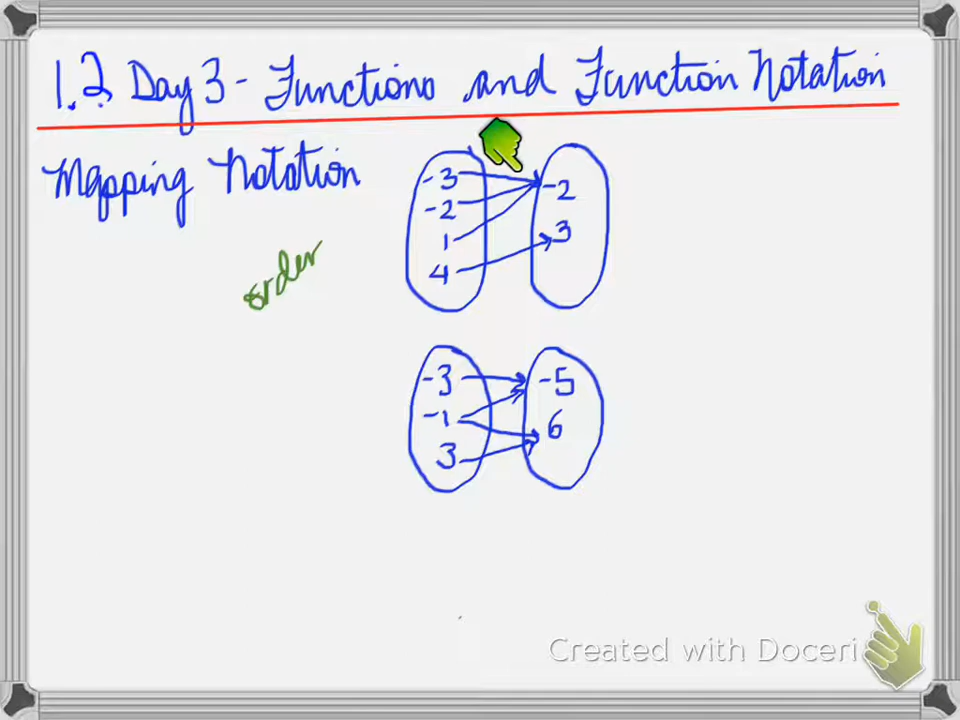 1.2 Day 3 - Functions and Function Notation
Mapping Notation
order
-3
-2
1
4
-2
3
-3
-1
3
-5
6
Created with Doceri